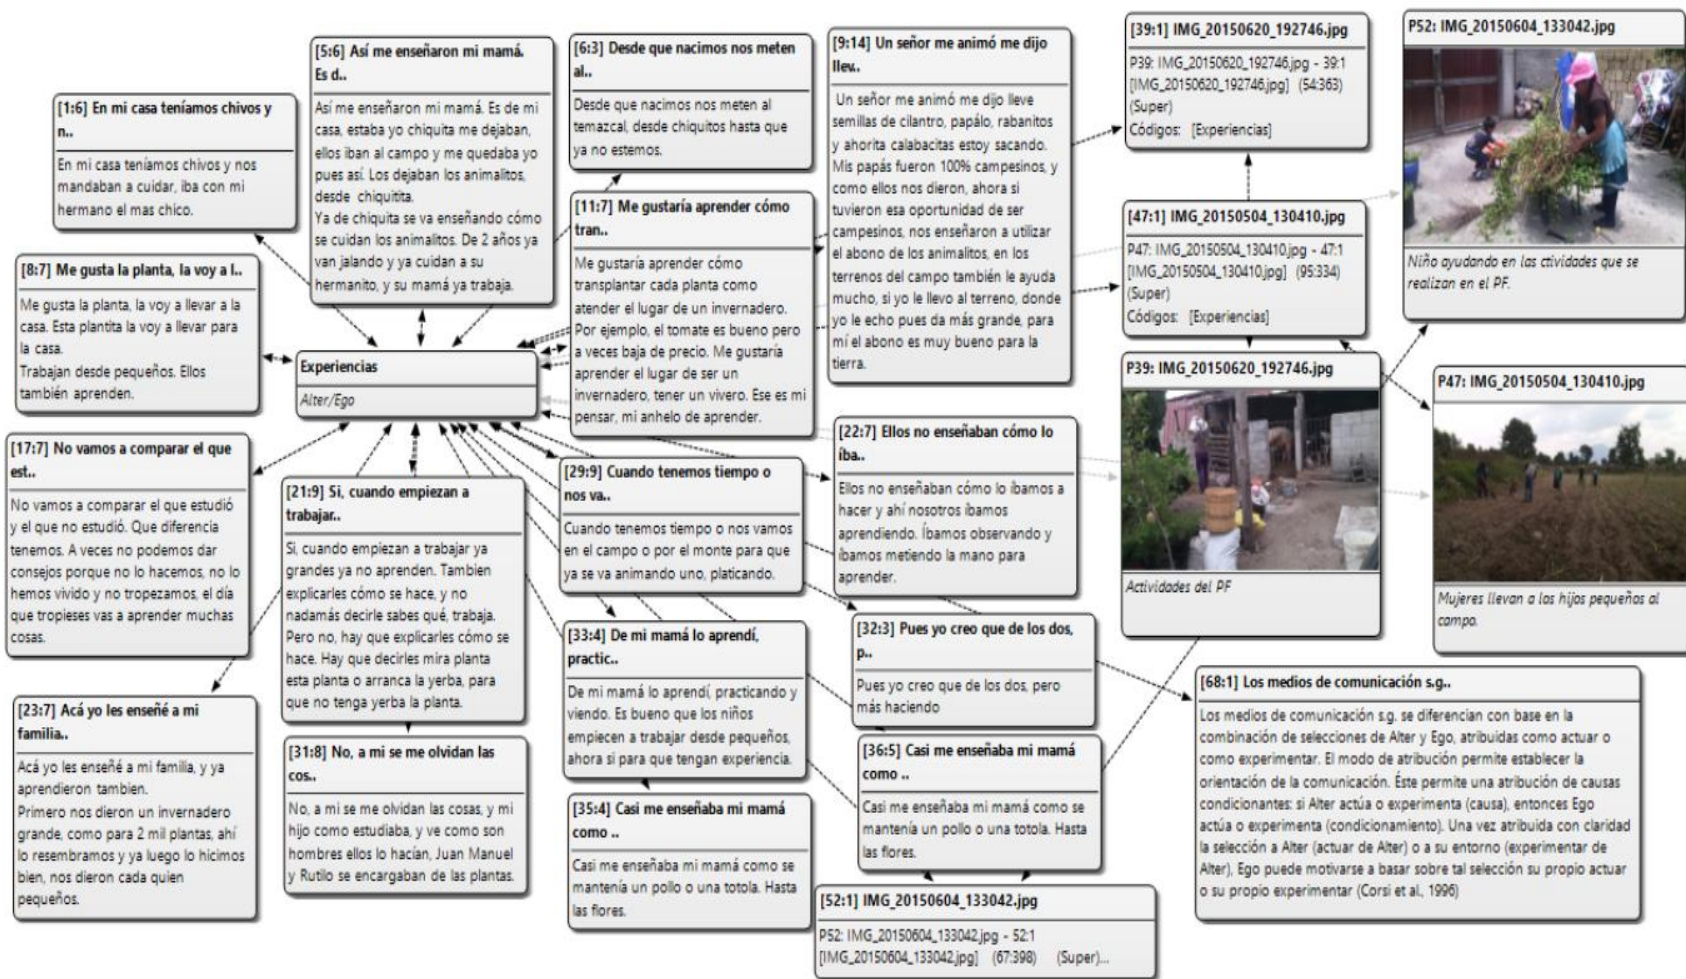 [1:6] En mi casa teníamos chivos y
n..
En mi casa teníamos chivos y nos
mandaban a cuidar, iba con mi
hermano el mas chico.
[5:6] Así me enseñaron mi mamá.
Es d..
Así me enseñaron mi mamá. Es de mi
casa, estaba yo chiquita me dejaban,
ellos iban al campo y me quedaba yo
pues así. Los dejaban los animalitos,
desde chiquitita.
Ya de chiquita se va enseñando cómo
se cuidan los animalitos. De 2 años ya
van jalando y ya cuidan a su
hermanito, y su mamá ya trabaja.
[6:3] Desde que nacimos nos meten
al..
Desde que nacimos nos meten al
temazcal, desde chiquitos hasta que
ya no estemos.
[9:14] Un señor me animó me dijo
llev..
Un señor me animó me dijo lleve
semillas de cilantro, papálo, rabanitos
y ahorita calabacitas estoy sacando.
Mis papás fueron 100% campesinos, y
como ellos nos dieron, ahora si
tuvieron esa oportunidad de ser
campesinos, nos enseñaron a utilizar
el abono de los animalitos, en los
terrenos del campo también le ayuda
mucho, si yo le llevo al terreno, donde
yo le echo pues da más grande, para
mí el abono es muy bueno para la
tierra.
[39:1] IMG_20150620_192746.jpg
P39: IMG_20150620_192746.jpg - 39:1
[IMG_20150620_192746.jpg] (54:363)
(Super)
Códigos: [Experiencias]
P52: IMG_20150604_133042.jpg
Niño ayudando en las ctividades que se
realizan en el PF.
[8:7] Me gusta la planta, la voy a l..
Me gusta la planta, la voy a llevar a la
casa. Esta plantita la voy a llevar para
la casa.
Trabajan desde pequeños. Ellos
también aprenden.
Experiencias
Alter/Ego
[11:7] Me gustaría aprender cómo
tran..
Me gustaría aprender cómo
transplantar cada planta como
atender el lugar de un invernadero.
Por ejemplo, el tomate es bueno pero
a veces baja de precio. Me gustaría
aprender el lugar de ser un
invernadero, tener un vivero. Ese es mi
pensar, mi anhelo de aprender.
[47:1] IMG_20150504_130410.jpg
P47: IMG_20150504_130410.jpg - 47:1
[IMG_20150504_130410.jpg] (95:334)
(Super)
Códigos: [Experiencias]
P39: IMG_20150620_192746.jpg
Actividades del PF
P47: IMG_20150504_130410.jpg
Mujeres llevan a los hijos pequeños al
campo.
[17:7] No vamos a comparar el que
est..
No vamos a comparar el que estudió
y el que no estudió. Que diferencia
tenemos. A veces no podemos dar
consejos porque no lo hacemos, no lo
hemos vivido y no tropezamos, el día
que tropieses vas a aprender muchas
cosas.
[21:9] Si, cuando empiezan a
trabajar..
Si, cuando empiezan a trabajar ya
grandes ya no aprenden. Tambien
explicarles cómo se hace, y no
nadamás decirle sabes qué, trabaja.
Pero no, hay que explicarles cómo se
hace. Hay que decirles mira planta
esta planta o arranca la yerba, para
que no tenga yerba la planta.
[29:9] Cuando tenemos tiempo o
nos va..
Cuando tenemos tiempo o nos vamos
en el campo o por el monte para que
ya se va animando uno, platicando.
[22:7] Ellos no enseñaban cómo lo
íba..
Ellos no enseñaban cómo lo íbamos a
hacer y ahí nosotros íbamos
aprendiendo. Íbamos observando y
íbamos metiendo la mano para
aprender.
[23:7] Acá yo les enseñé a mi
familia..
Acá yo les enseñé a mi familia, y ya
aprendieron tambien.
Primero nos dieron un invernadero
grande, como para 2 mil plantas, ahí
lo resembramos y ya luego lo hicimos
bien, nos dieron cada quien
pequeños.
[31:8] No, a mi se me olvidan las
cos..
No, a mi se me olvidan las cosas, y mi
hijo como estudiaba, y ve como son
hombres ellos lo hacían, Juan Manuel
y Rutilo se encargaban de las plantas.
[33:4] De mi mamá lo aprendí,
practic..
De mi mamá lo aprendí, practicando y
viendo. Es bueno que los niños
empiecen a trabajar desde pequeños,
ahora si para que tengan experiencia.
[32:3] Pues yo creo que de los dos,
p..
Pues yo creo que de los dos, pero
más haciendo
[35:4] Casi me enseñaba mi mamá
como ..
Casi me enseñaba mi mamá como se
mantenía un pollo o una totola. Hasta
las flores.
[36:5] Casi me enseñaba mi mamá
como ..
Casi me enseñaba mi mamá como se
mantenía un pollo o una totola. Hasta
las flores.
[52:1] IMG_20150604_133042.jpg
P52: IMG_20150604_133042.jpg - 52:1
[IMG_20150604_133042.jpg] (67:398) (Super)...
[68:1] Los medios de comunicación s.g..
Los medios de comunicación s.g. se diferencian con base en la
combinación de selecciones de Alter y Ego, atribuidas como actuar o
como experimentar. El modo de atribución permite establecer la
orientación de la comunicación. Éste permite una atribución de causas
condicionantes: si Alter actúa o experimenta (causa), entonces Ego
actúa o experimenta (condicionamiento). Una vez atribuida con claridad
la selección a Alter (actuar de Alter) o a su entorno (experimentar de
Alter), Ego puede motivarse a basar sobre tal selección su propio actuar
o su propio experimentar (Corsi et al., 1996)